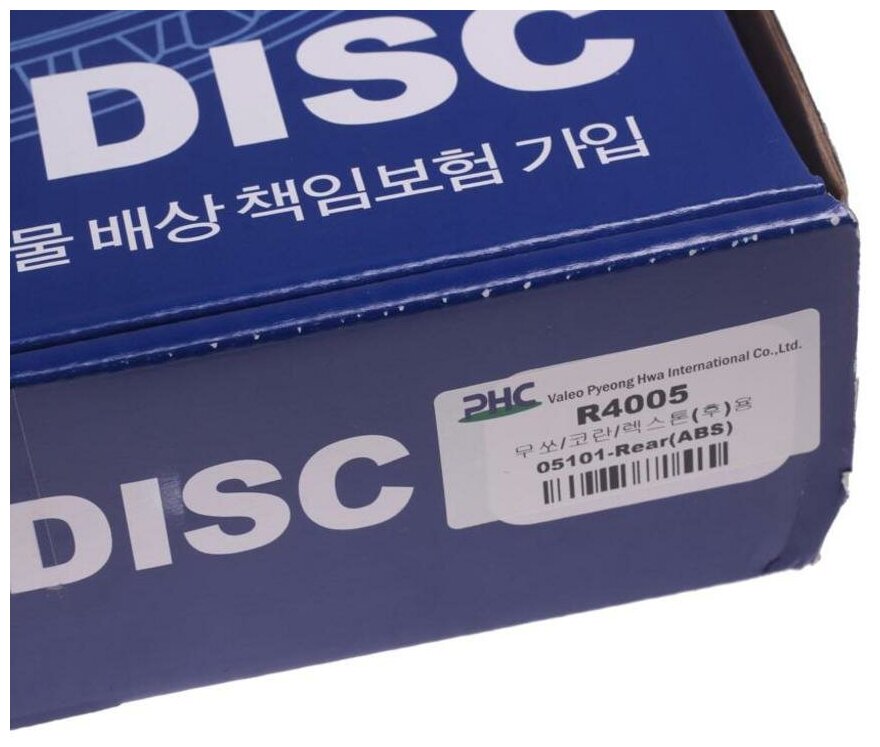 DISC
물 배상 책임보험 가입
DISC
PHC Valeo Pyeong Hwa International Co.,Ltd.
R4005
무쏘/코란/렉스톤(후)용
05101-Rear(ABS)